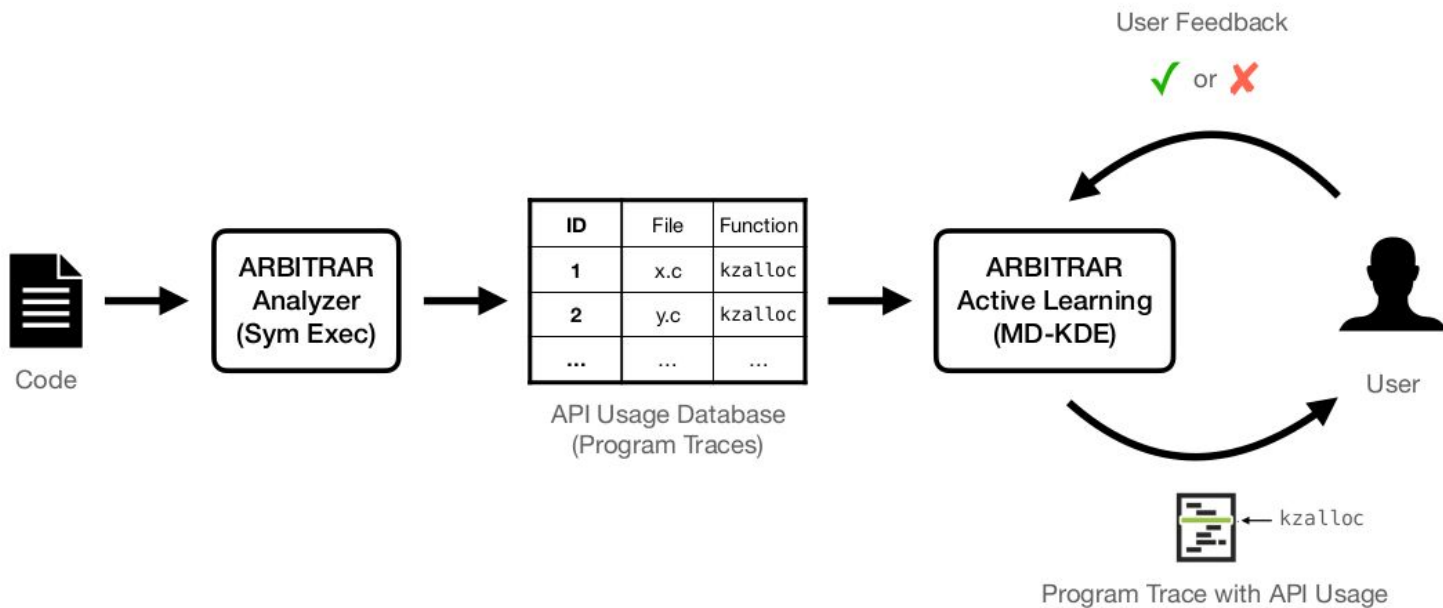 User Feedback
✓ or ✘
ID File Function
1 x.c kzalloc
2 y.c kzalloc
... ... ...
Code
ARBITRAR
Analyzer
(Sym Exec)
API Usage Database
(Program Traces)
ARBITRAR
Active Learning
(MD-KDE)
User
kzalloc
Program Trace with API Usage